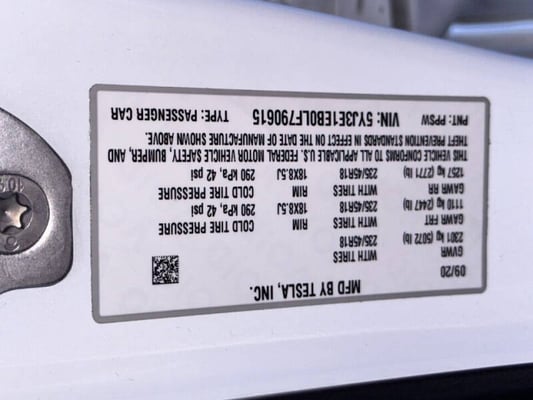 MFD BY TESLA, INC.
09/20
GVWR WITH TIRES RIM COLD TIRE PRESSURE
2301 kg (5072 lb) 235/45R18 18X8.5J 290 kPa, 42 psi
GAWR FRT WITH TIRES RIM COLD TIRE PRESSURE
1110 kg (2447 lb) 235/45R18 18X8.5J 290 kPa, 42 psi
GAWR RR
1257 kg (2771 lb)
THIS VEHICLE CONFORMS TO ALL APPLICABLE U.S. FEDERAL MOTOR VEHICLE SAFETY, BUMPER, AND
THEFT PREVENTION STANDARDS IN EFFECT ON THE DATE OF MANUFACTURE SHOWN ABOVE.
PNT: PPSW VIN: 5YJ3E1EB0LF790615 TYPE: PASSENGER CAR
10.9